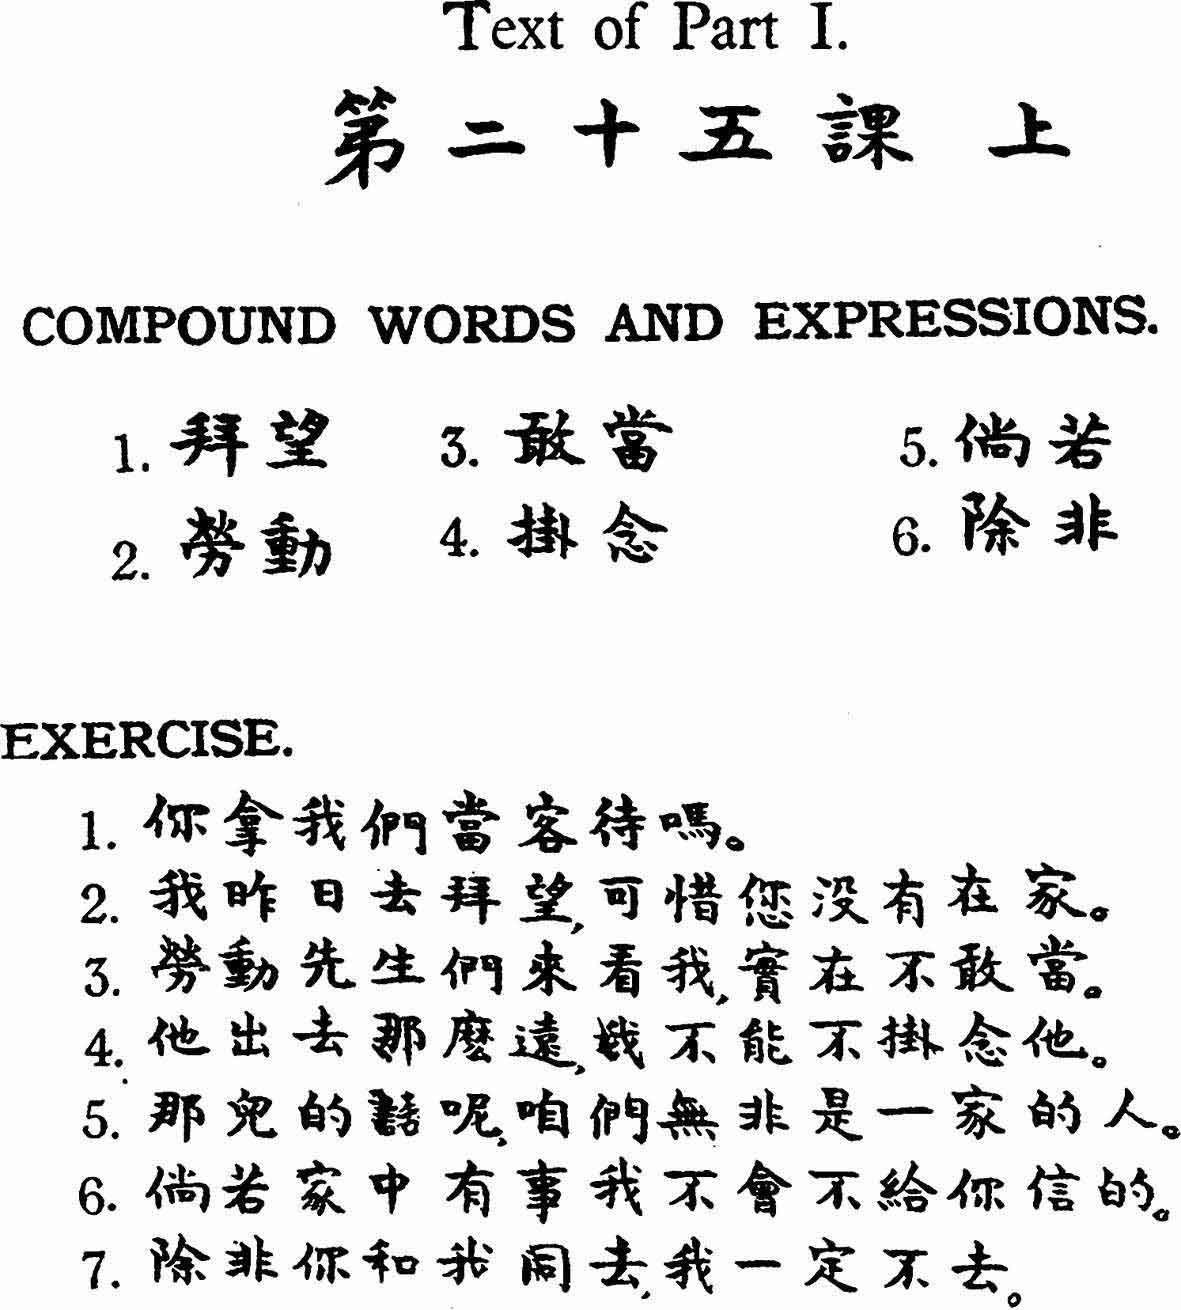 Text of Part I.
第二十五課 上
COMPOUND WORDS AND EXPRESSIONS.
1. 拜望 3. 敢當 5. 倘若
2. 勞動 4. 掛念 6. 除非
EXERCISE.
1. 你拿我們當客待嗎。
2. 我昨日去拜望,可惜您没有在家。
3. 勞動先生們來看我,實在不敢當。
4. 他出去那麽遠,我不能不掛念他。
5. 那兒的話呢,咱們無非是一家的人。
6. 倘若家中有事我不會不給你信的。
7. 除非你和我同去,我一定不去。